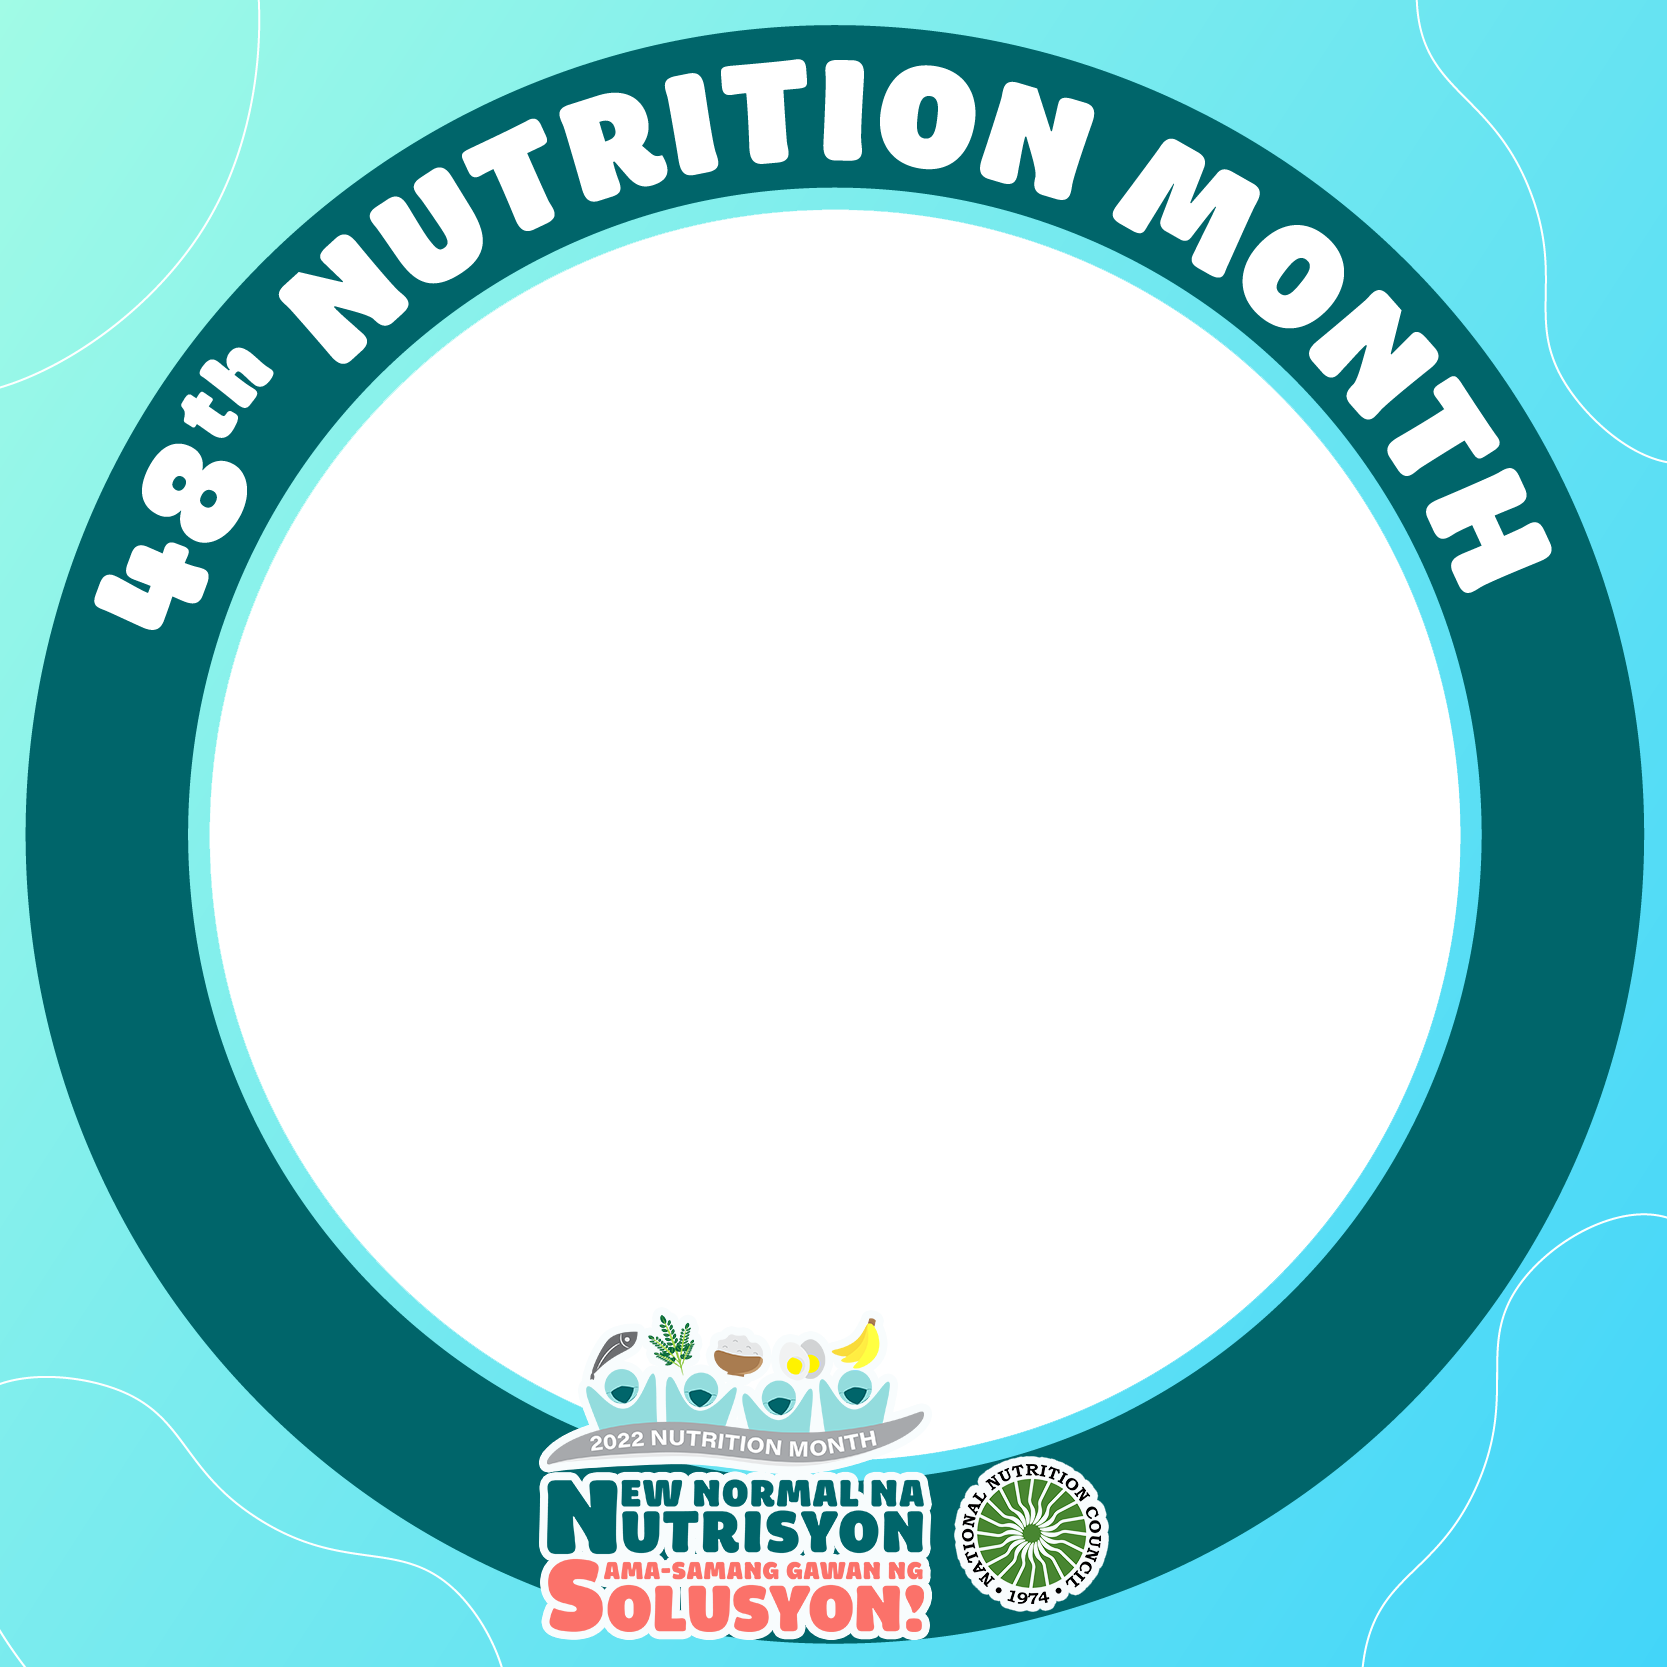 48th NUTRITION MONTH
2022 NUTRITION MONTH
NEW NORMAL NA
NUTRISYON
SAMA-SAMANG GAWAN NG
SOLUSYON!
NATIONAL NUTRITION COUNCIL
• 1974 •